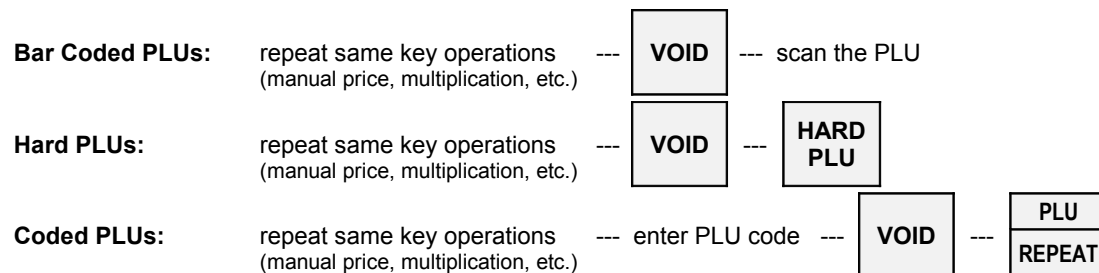 Bar Coded PLUs: repeat same key operations --- VOID --- scan the PLU
(manual price, multiplication, etc.)
Hard PLUs: repeat same key operations --- VOID --- HARD PLU
(manual price, multiplication, etc.)
Coded PLUs: repeat same key operations --- enter PLU code --- VOID --- PLU REPEAT
(manual price, multiplication, etc.)